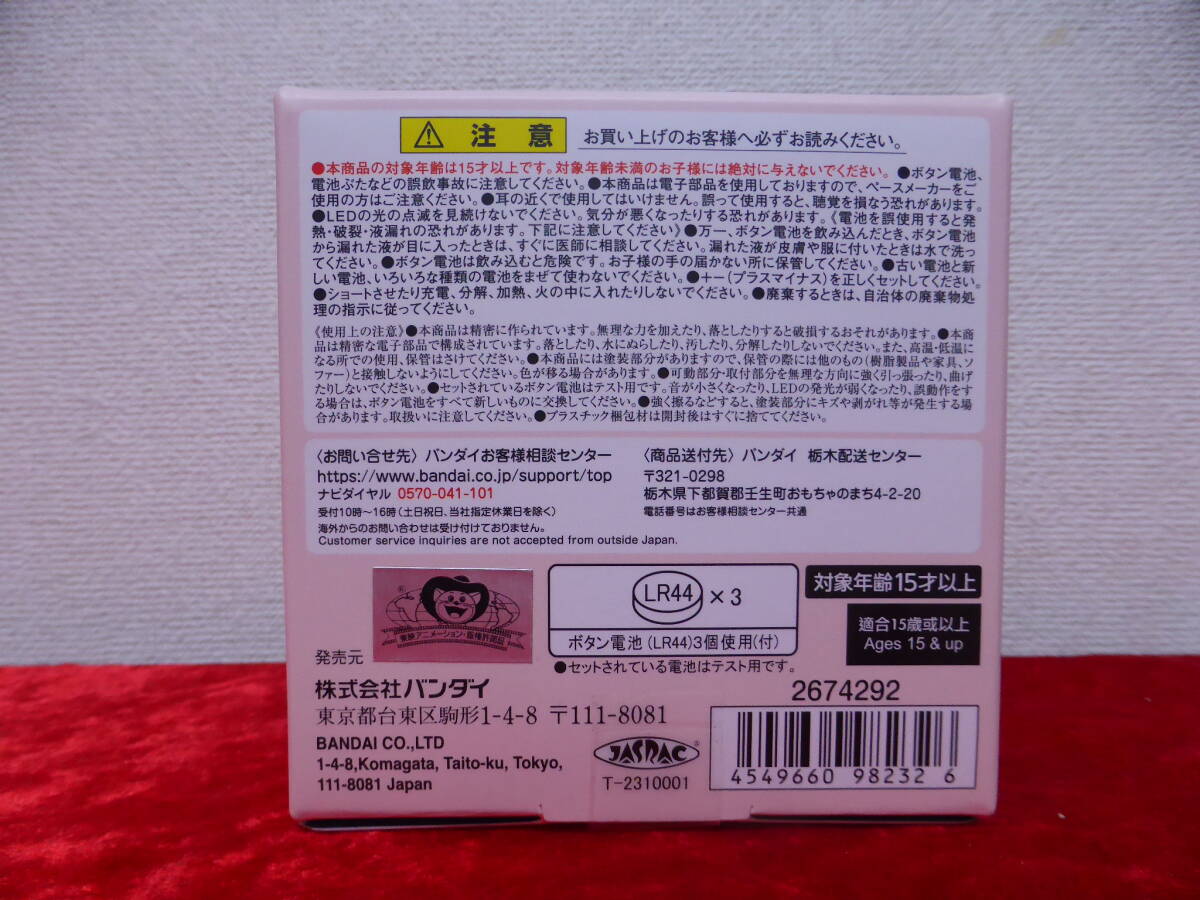 ⚠ 注意 お買い上げのお客様へ必ずお読みください。
●本商品の対象年齢は15才以上です。対象年齢未満のお子様には絶対に与えないでください。●ボタン電池、
電池ぶたなどの誤飲事故に注意してください。●本商品は電子部品を使用しておりますので、ペースメーカーをご
使用の方はご注意ください。●耳の近くで使用してはいけません。誤って使用すると、聴覚を損なう恐れがあります。
●LEDの光の点滅を見続けないでください。気分が悪くなったりする恐れがあります。《電池を誤使用すると発
熱・破裂・液漏れの恐れがあります。下記に注意してください》●万一、ボタン電池を飲み込んだとき、ボタン電池
から漏れた液が目に入ったときは、すぐに医師に相談してください。漏れた液が皮膚や服に付いたときは水で洗っ
てください。●ボタン電池は飲み込むと危険です。お子様の手の届かない所に保管してください。●古い電池と新
しい電池、いろいろな種類の電池をまぜて使わないでください。●+-(プラスマイナス)を正しくセットしてください。
●ショートさせたり充電、分解、加熱、火の中に入れたりしないでください。●廃棄するときは、自治体の廃棄物処
理の指示に従ってください。
《使用上の注意》●本商品は精密に作られています。無理な力を加えたり、落としたりすると破損するおそれがあります。●本商
品は精密な電子部品で構成されています。落としたり、水にぬらしたり、汚したり、分解したりしないでください。また、高温・低温に
なる所での使用、保管はさけてください。●本商品には塗装部分がありますので、保管の際には他のもの(樹脂製品や家具、ソ
ファー)と接触しないようにしてください。色が移る場合があります。●可動部分・取付部分を無理な方向に強く引っ張ったり、曲げ
たりしないでください。●セットされているボタン電池はテスト用です。音が小さくなったり、LEDの発光が弱くなったり、誤動作をす
る場合は、ボタン電池をすべて新しいものに交換してください。●強く擦るなどすると、塗装部分にキズや剥がれ等が発生する場
合があります。取扱いに注意してください。●プラスチック梱包材は開封後はすぐに捨ててください。
〈お問い合せ先〉バンダイお客様相談センター
https://www.bandai.co.jp/support/top
ナビダイヤル 0570-041-101
受付10時〜16時(土日祝日、当社指定休業日を除く)
海外からのお問い合わせは受け付けておりません。
Customer service inquiries are not accepted from outside Japan.
〈商品送付先〉バンダイ 栃木配送センター
〒321-0298
栃木県下都賀郡壬生町おもちゃのまち4-2-20
電話番号はお客様相談センター共通
東映アニメーション・版権許諾証
LR44 ×3
ボタン電池(LR44)3個使用(付)
●セットされている電池はテスト用です。
対象年齢15才以上
適合15歳或以上
Ages 15 & up
発売元
株式会社バンダイ
東京都台東区駒形1-4-8 〒111-8081
BANDAI CO.,LTD
1-4-8,Komagata, Taito-ku, Tokyo,
111-8081 Japan
JASRAC ®
T-2310001
2674292
4549660 98232 6